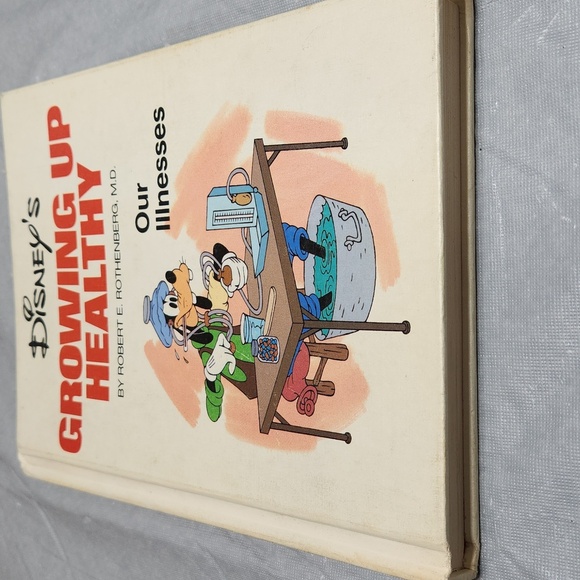 Disney's
GROWING UP
HEALTHY
BY ROBERT E. ROTHENBERG, M.D.
Our
Illnesses